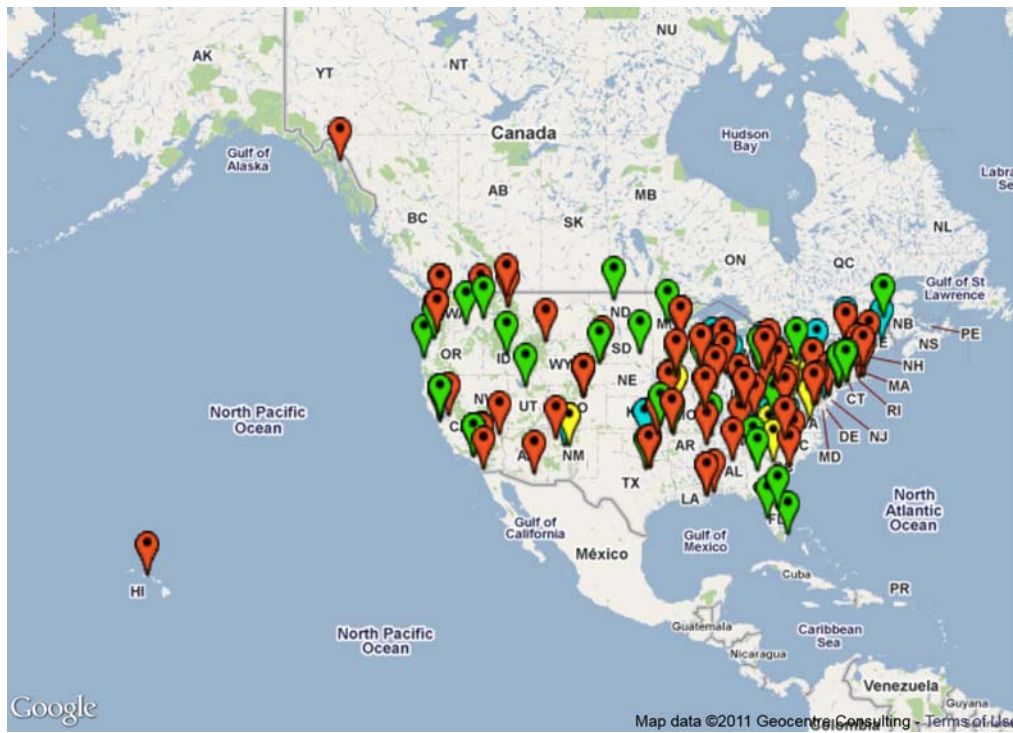 NU
AK
YT
NT
Canada
Hudson
Bay
Gulf of
Alaska
AB
MB
Labra
Se
BC
SK
NL
ON
QC
Gulf of St
Lawrence
WA
ND
NB
PE
OR
ID
SD
NS
WY
NH
NE
MA
UT
CT
RI
North Pacific
Ocean
NJ
DE
AR
MD
NM
TX
AL
LA
North
Atlantic
Ocean
Gulf of
California
Gulf of
Mexico
México
Cuba
HI
PR
Guatemala
Caribbean
Sea
North Pacific
Ocean
Nicaragua
Venezuela
Guyana
Google
Map data ©2011 Geocentre Consulting - Terms of Use
Colombia